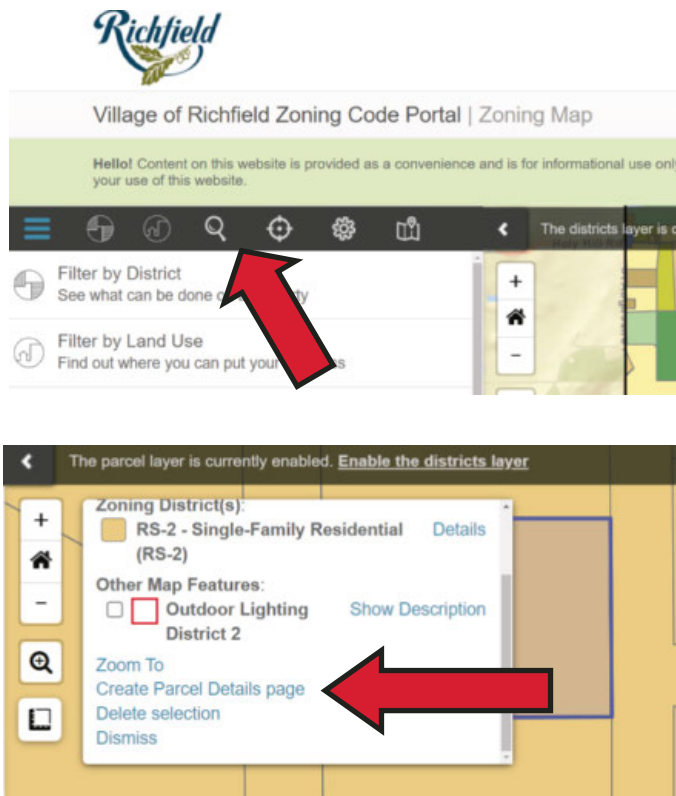 Richfield
Village of Richfield Zoning Code Portal | Zoning Map
Hello! Content on this website is provided as a convenience and is for informational use only
your use of this website.
The districts layer is
Filter by District
See what can be done
Filter by Land Use
Find out where you can put your
+
−
The parcel layer is currently enabled. Enable the districts layer
+
−
Zoning District(s):
RS-2 - Single-Family Residential Details
(RS-2)
Other Map Features:
Outdoor Lighting Show Description
District 2
Zoom To
Create Parcel Details page
Delete selection
Dismiss